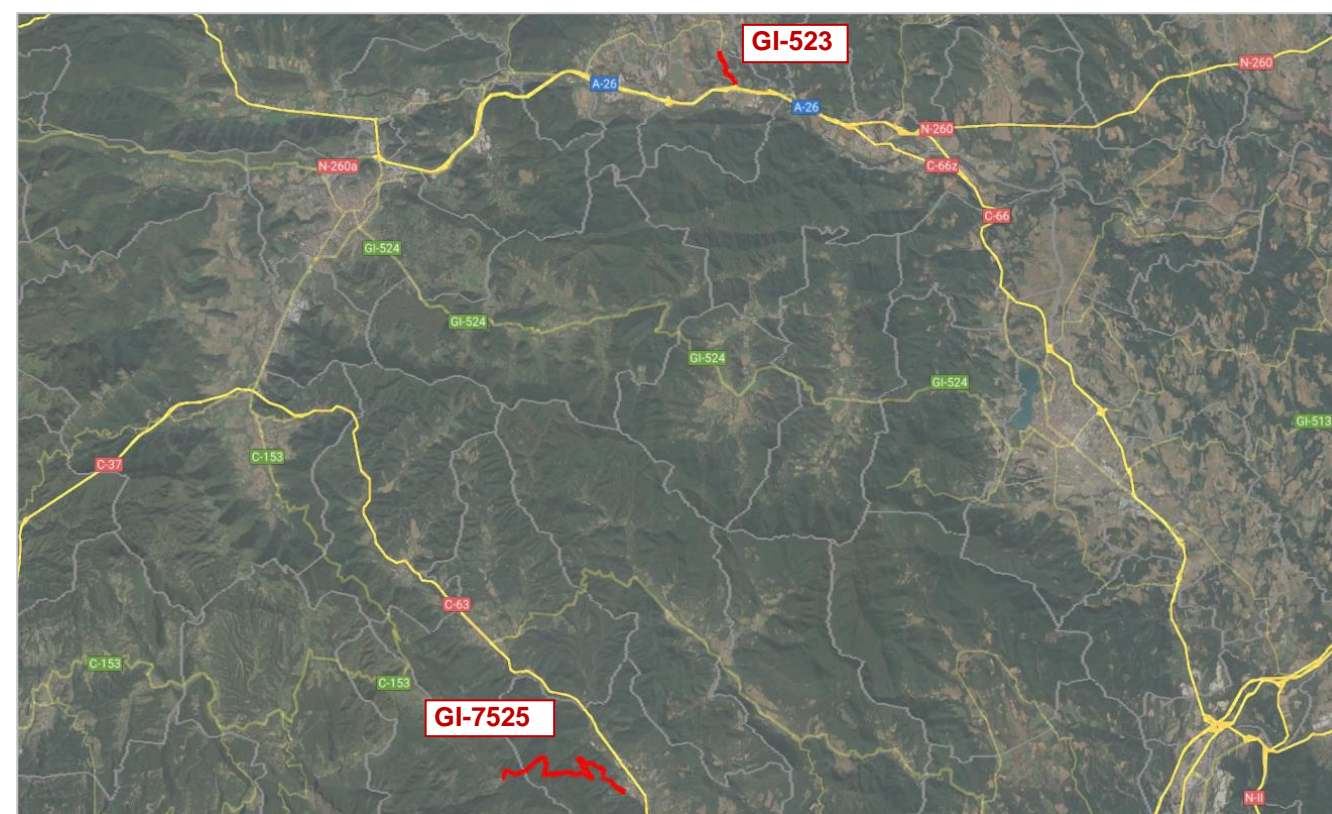 GI-523
N-260
A-26
A-26
N-260
N-260a
C-66z
C-66
GI-524
GI-524
GI-524
GI-524
GI-513
C-153
C-37
C-63
C-153
C-153
GI-7525
N-II